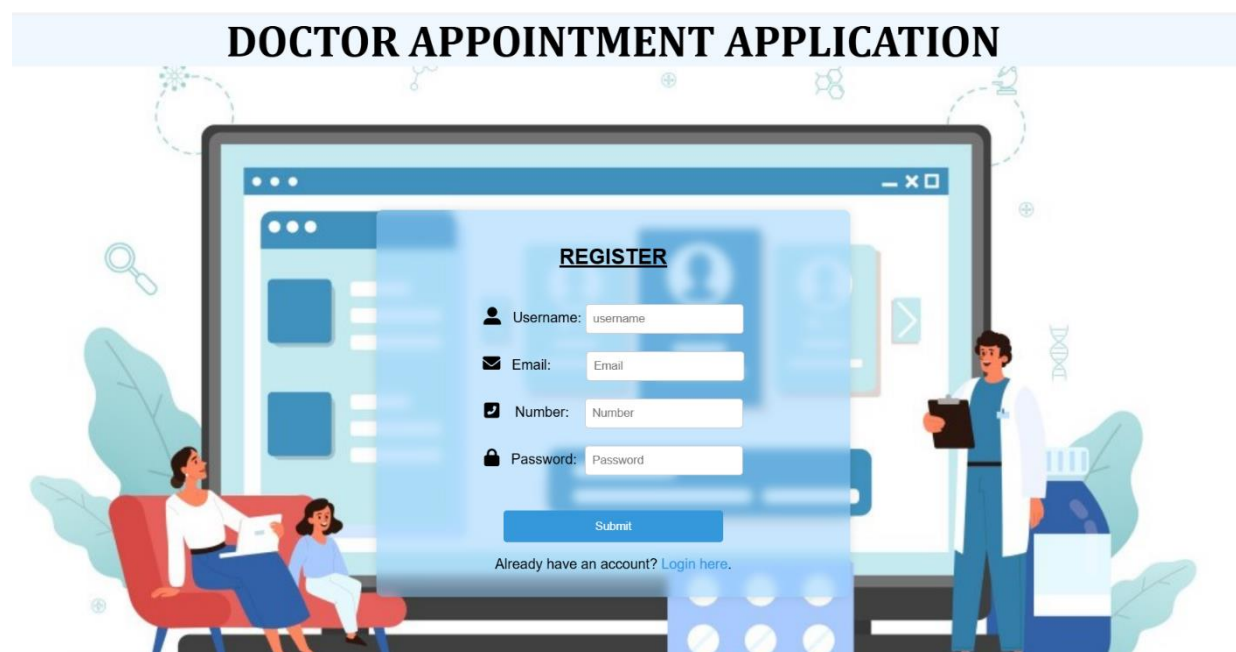 DOCTOR APPOINTMENT APPLICATION
REGISTER
Username: username
Email: Email
Number: Number
Password: Password
Submit
Already have an account? Login here.